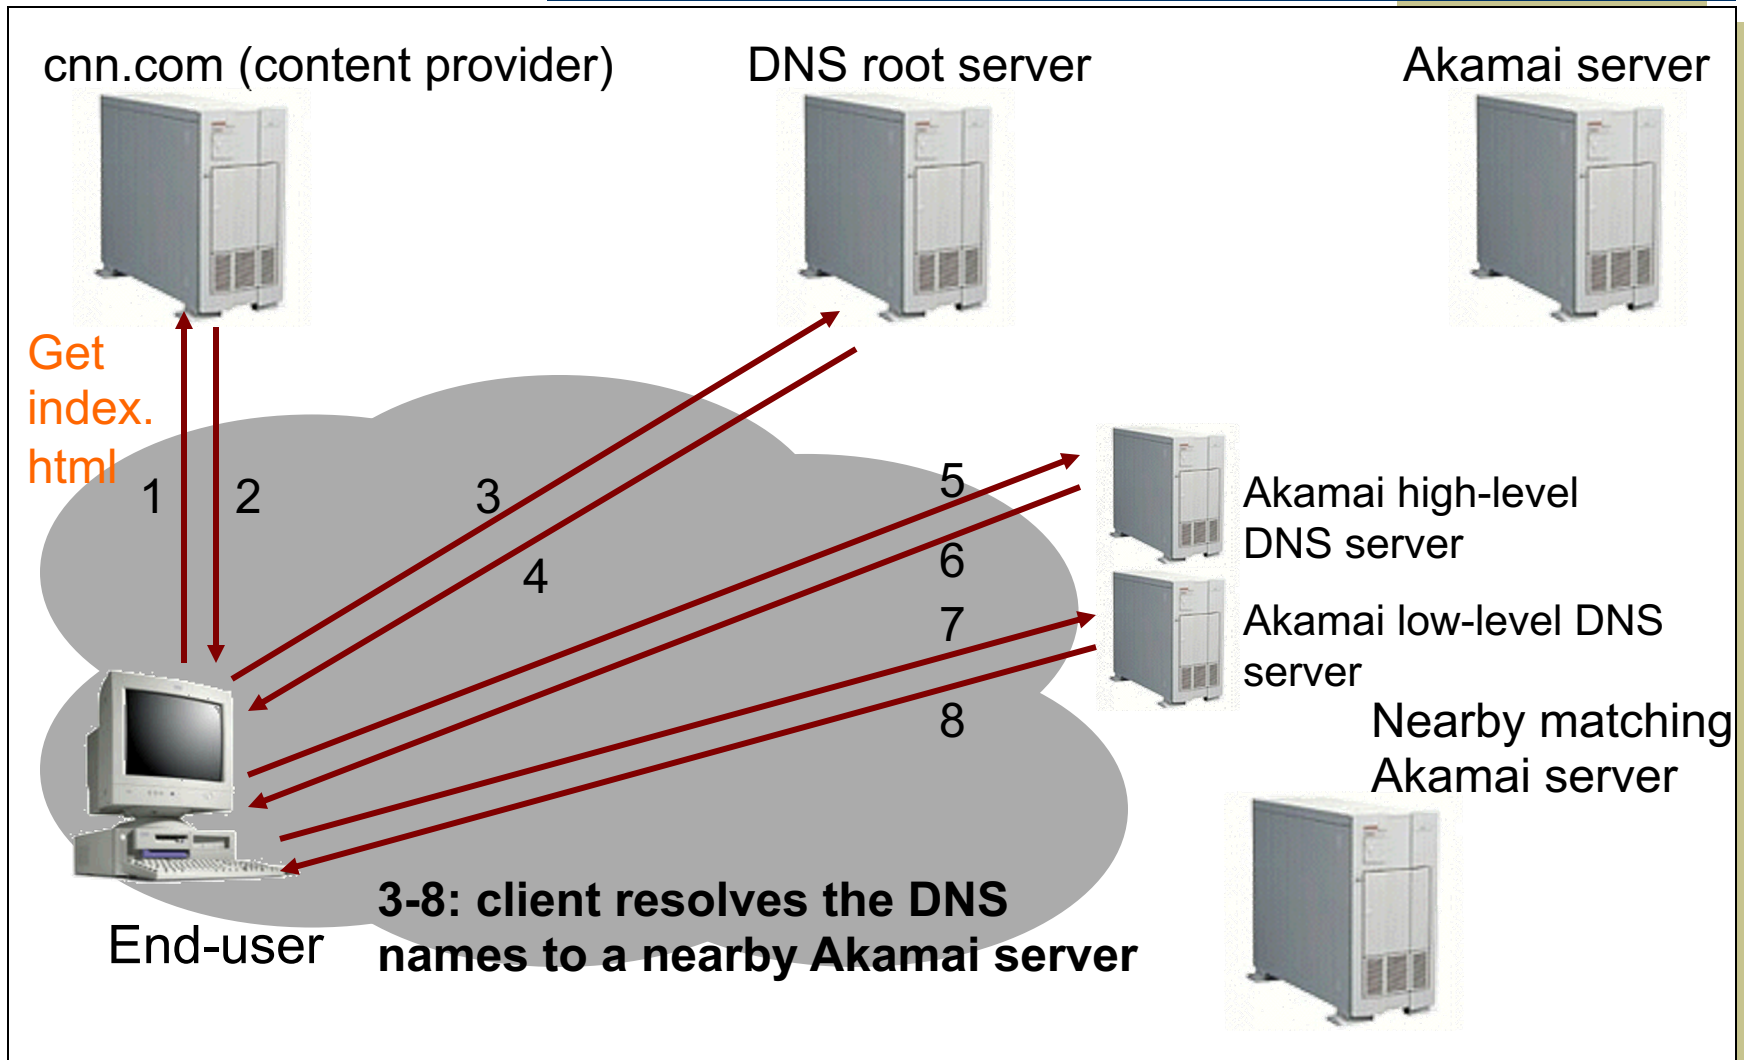 cnn.com (content provider)
DNS root server
Akamai server
Get
index.
html
1
2
3
4
5
6
7
8
Akamai high-level
DNS server
Akamai low-level DNS
server
Nearby matching
Akamai server
End-user
3-8: client resolves the DNS
names to a nearby Akamai server